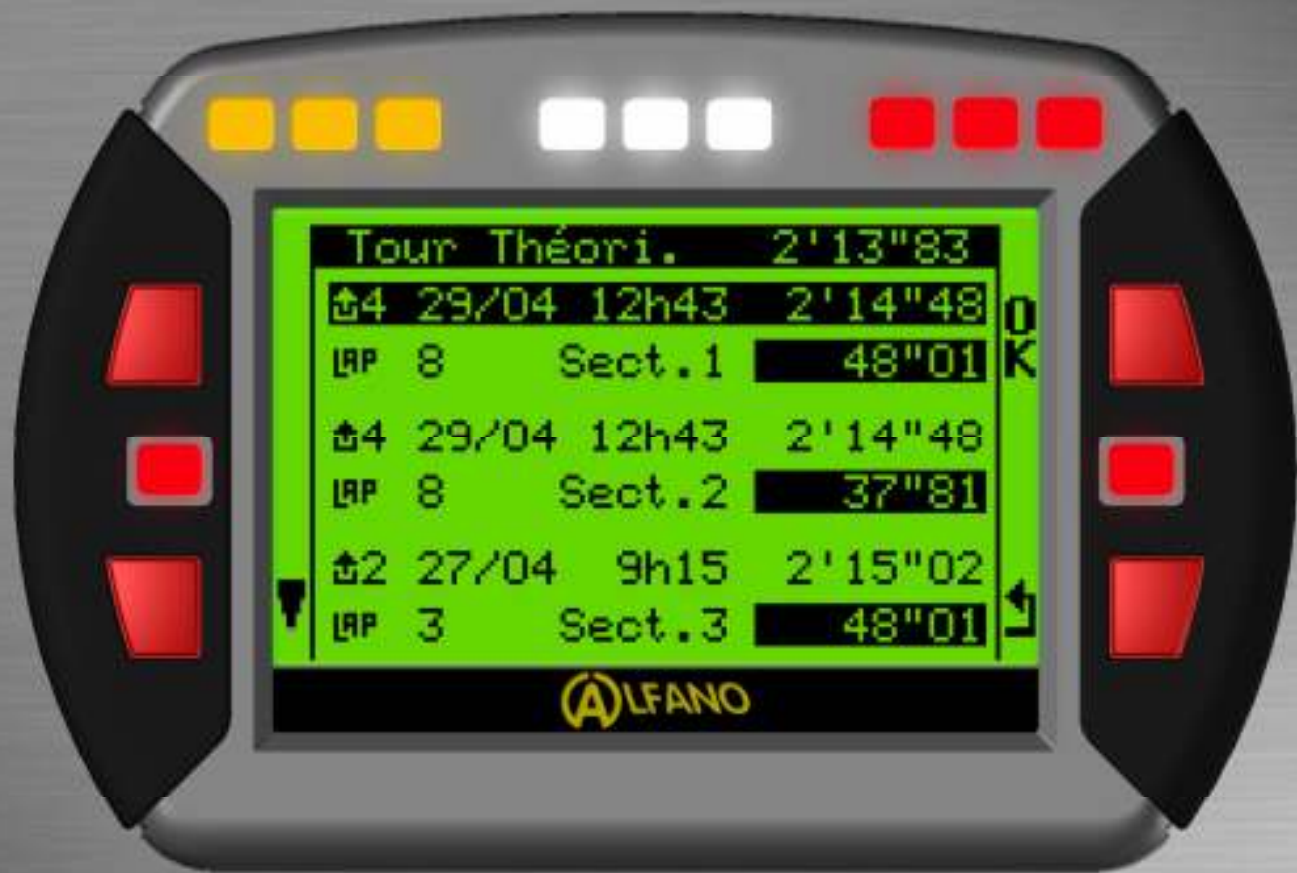 Tour Théori. 2'13"83
4 29/04 12h43 2'14"48
LAP 8 Sect.1 48"01
4 29/04 12h43 2'14"48
LAP 8 Sect.2 37"81
2 27/04 9h15 2'15"02
LAP 3 Sect.3 48"01
OK
ALFANO